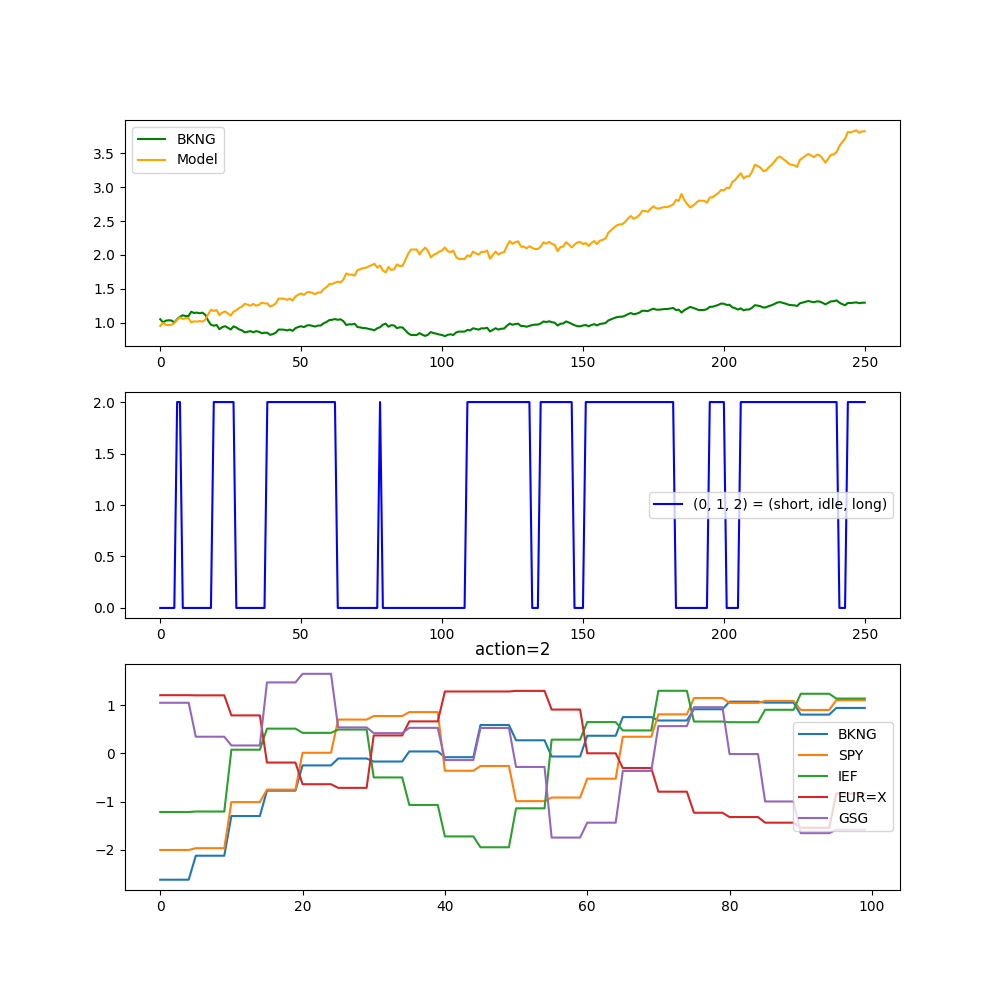 BKNG
Model
3.5
3.0
2.5
2.0
1.5
1.0
0 50 100 150 200 250
2.0
1.5
1.0
0.5
0.0
(0, 1, 2) = (short, idle, long)
0 50 100 150 200 250
action=2
1
0
−1
−2
BKNG
SPY
IEF
EUR=X
GSG
0 20 40 60 80 100